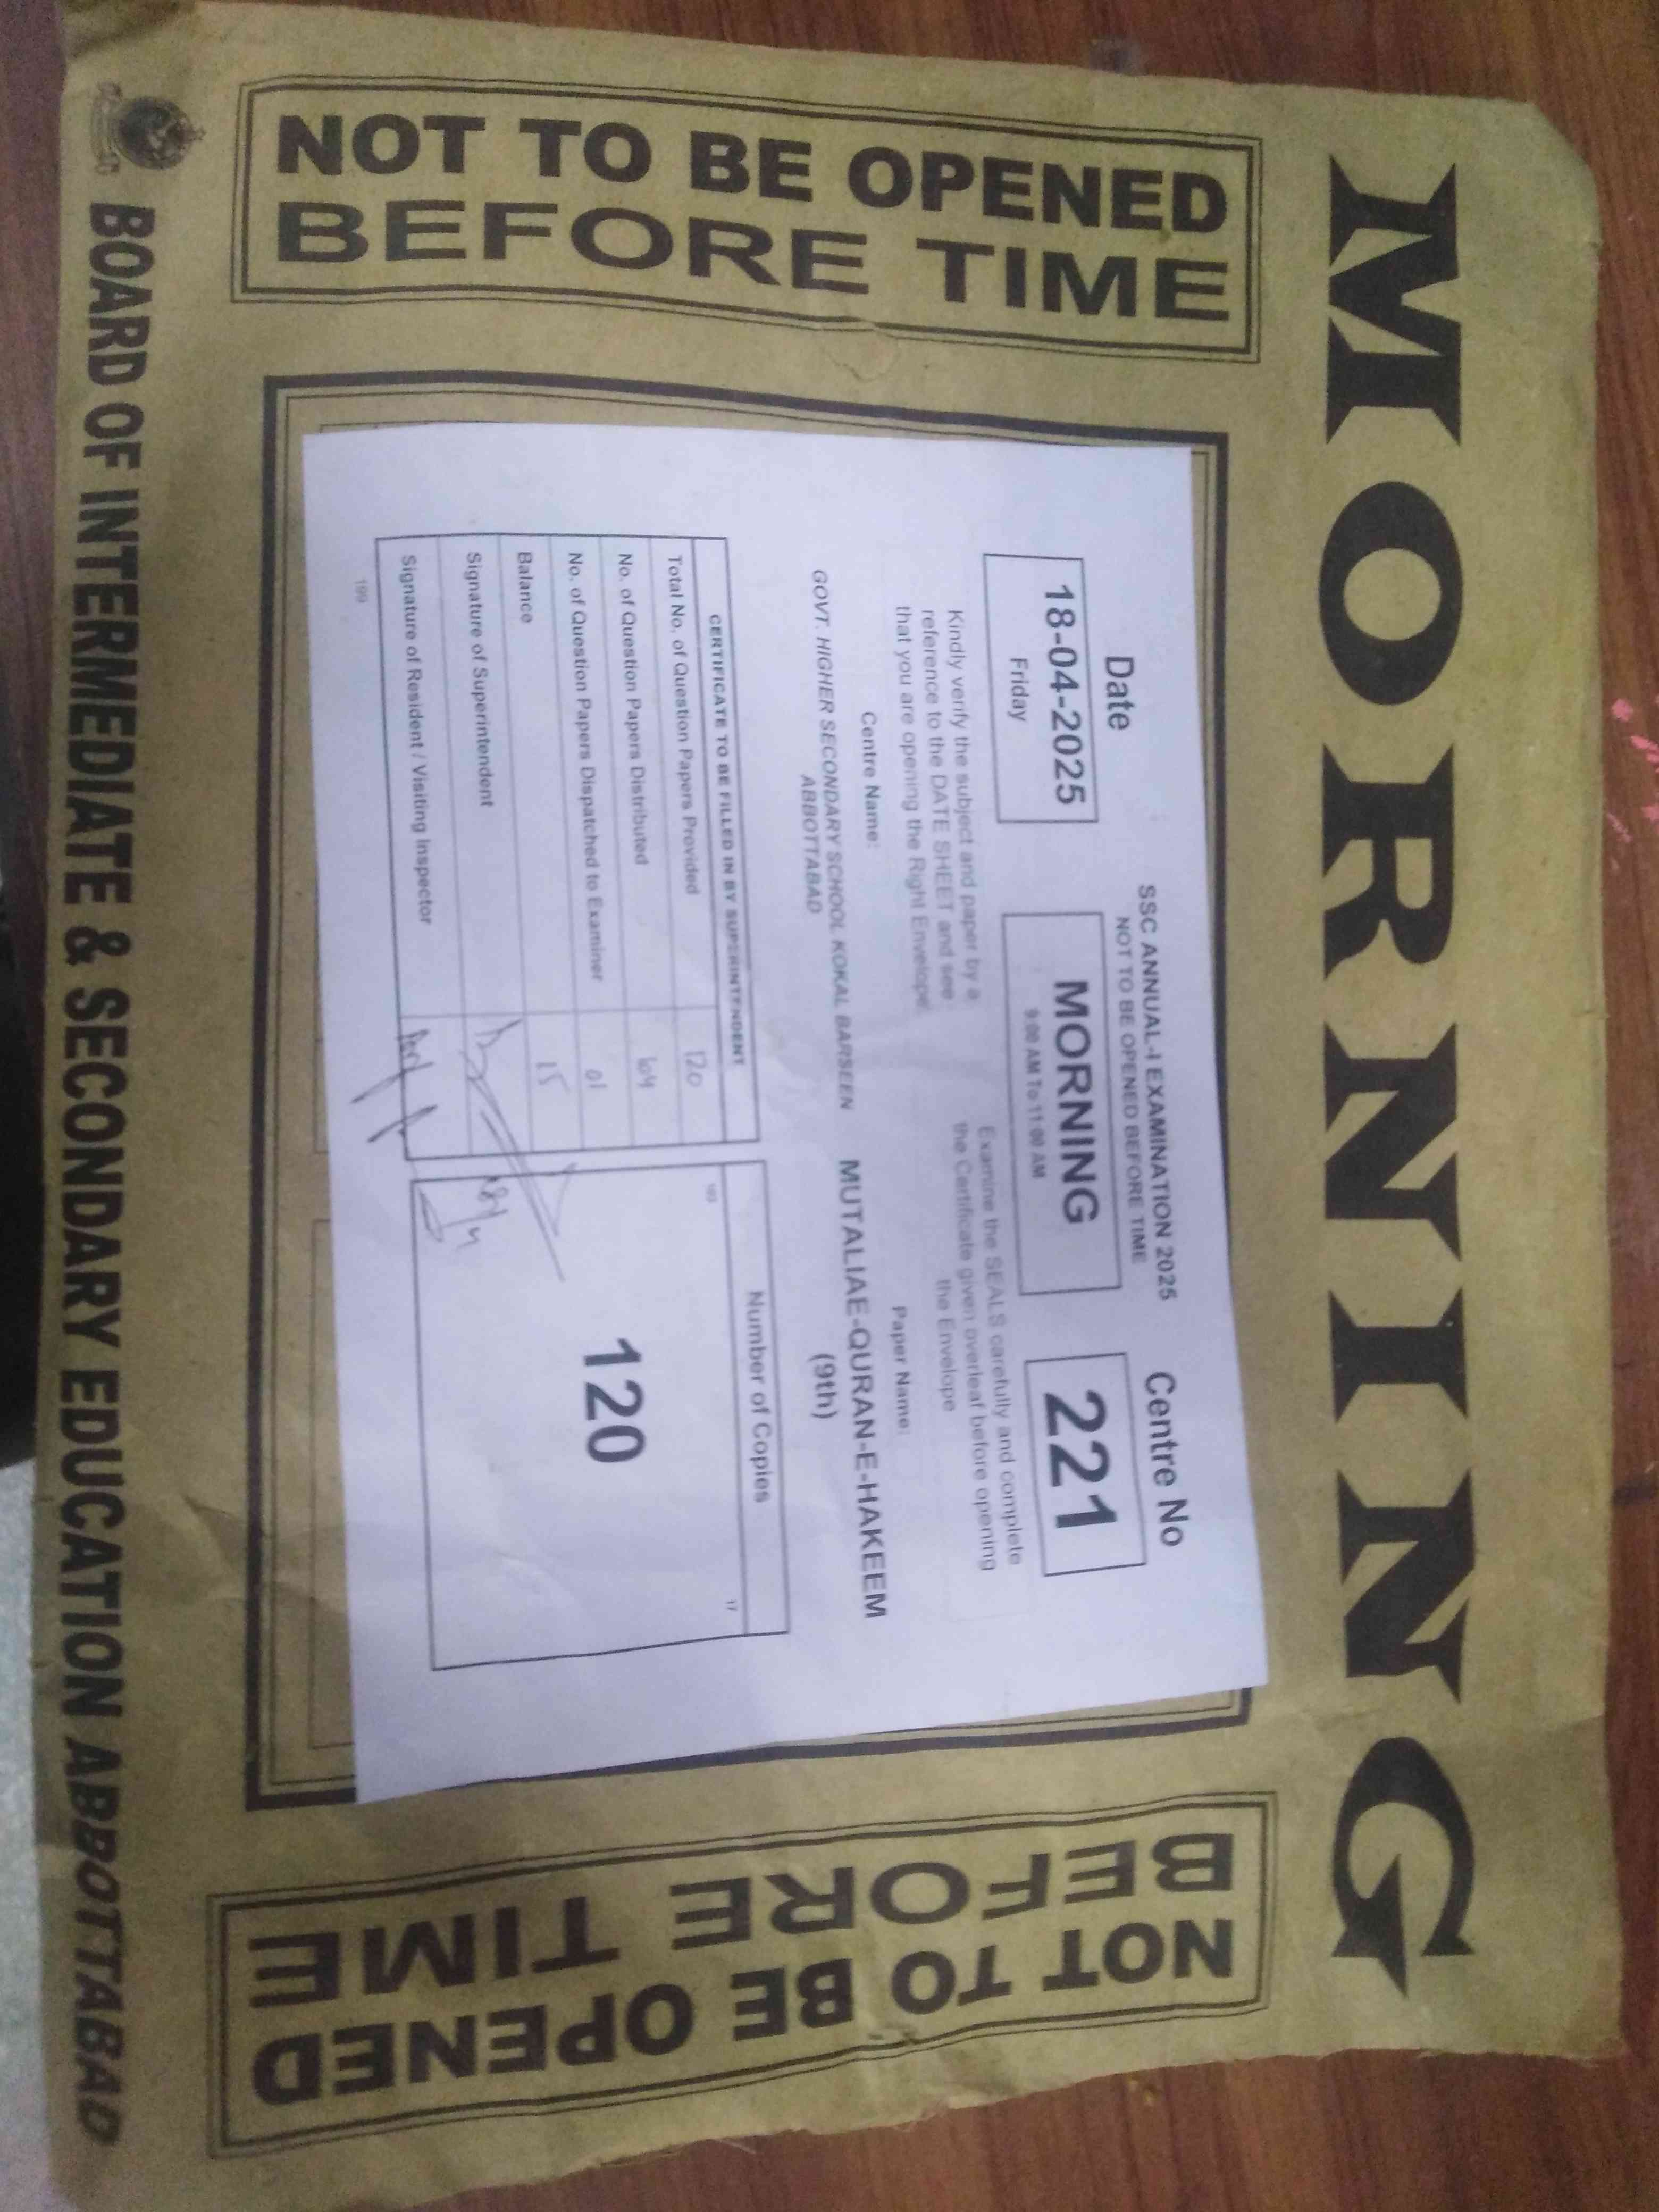 MORNING
NOT TO BE OPENED
BEFORE TIME
SSC ANNUAL-I EXAMINATION 2025
NOT TO BE OPENED BEFORE TIME
Date
18-04-2025
Friday
MORNING
9:00 AM To 11:00 AM
Centre No
221
Kindly verify the subject and paper by a
reference to the DATE SHEET and see
that you are opening the Right Envelope
Examine the SEALS carefully and complete
the Certificate given overleaf before opening
the Envelope
Centre Name:
GOVT. HIGHER SECONDARY SCHOOL KOKAL BARSEEN
ABBOTTABAD
Paper Name:
MUTALIAE-QURAN-E-HAKEEM
(9th)
CERTIFICATE TO BE FILLED IN BY SUPERINTENDENT
Total No. of Question Papers Provided 120
No. of Question Papers Distributed
No. of Question Papers Dispatched to Examiner 01
Balance 15
Signature of Superintendent
Signature of Resident / Visiting Inspector
199
Number of Copies
17
120
NOT TO BE OPENED
BEFORE TIME
BOARD OF INTERMEDIATE & SECONDARY EDUCATION ABBOTTABAD